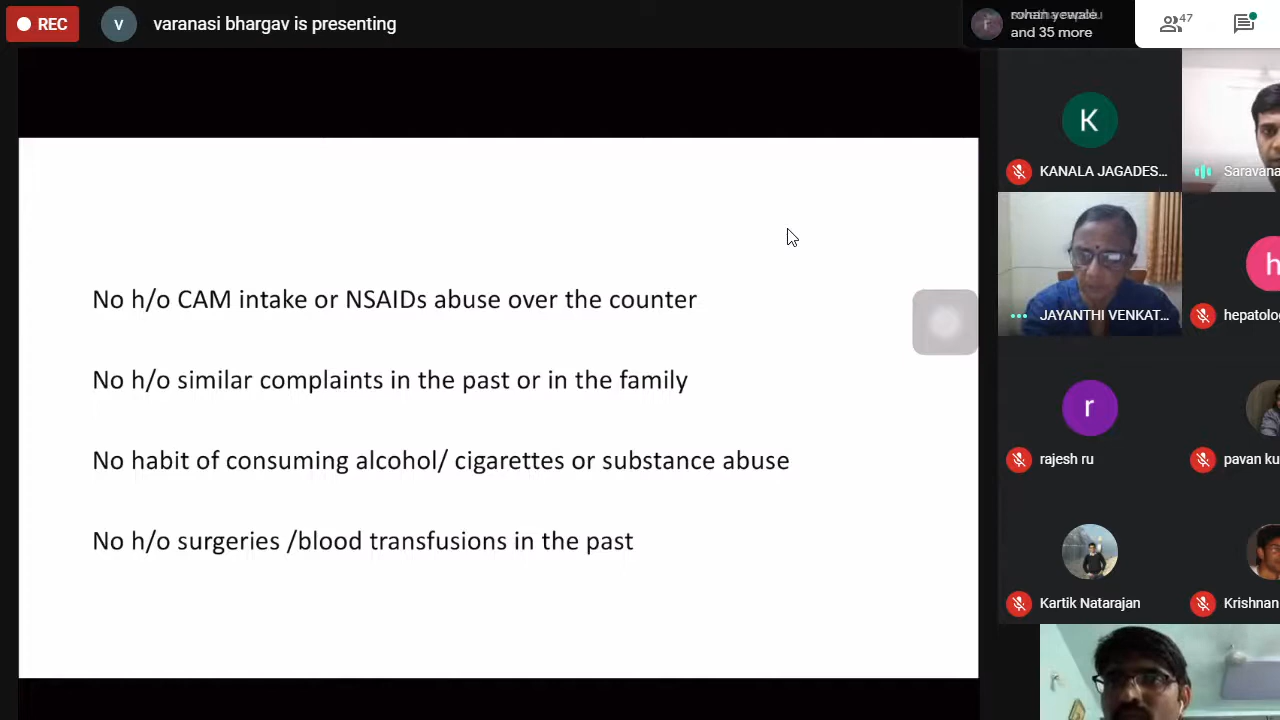 REC
V
varanasi bhargav is presenting
and 35 more
47
K
KANALA JAGADES...
Saravana
JAYANTHI VENKAT...
h
hepatolog
No h/o CAM intake or NSAIDs abuse over the counter
No h/o similar complaints in the past or in the family
No habit of consuming alcohol/ cigarettes or substance abuse
No h/o surgeries /blood transfusions in the past
r
rajesh ru
pavan ku
Kartik Natarajan
Krishnan